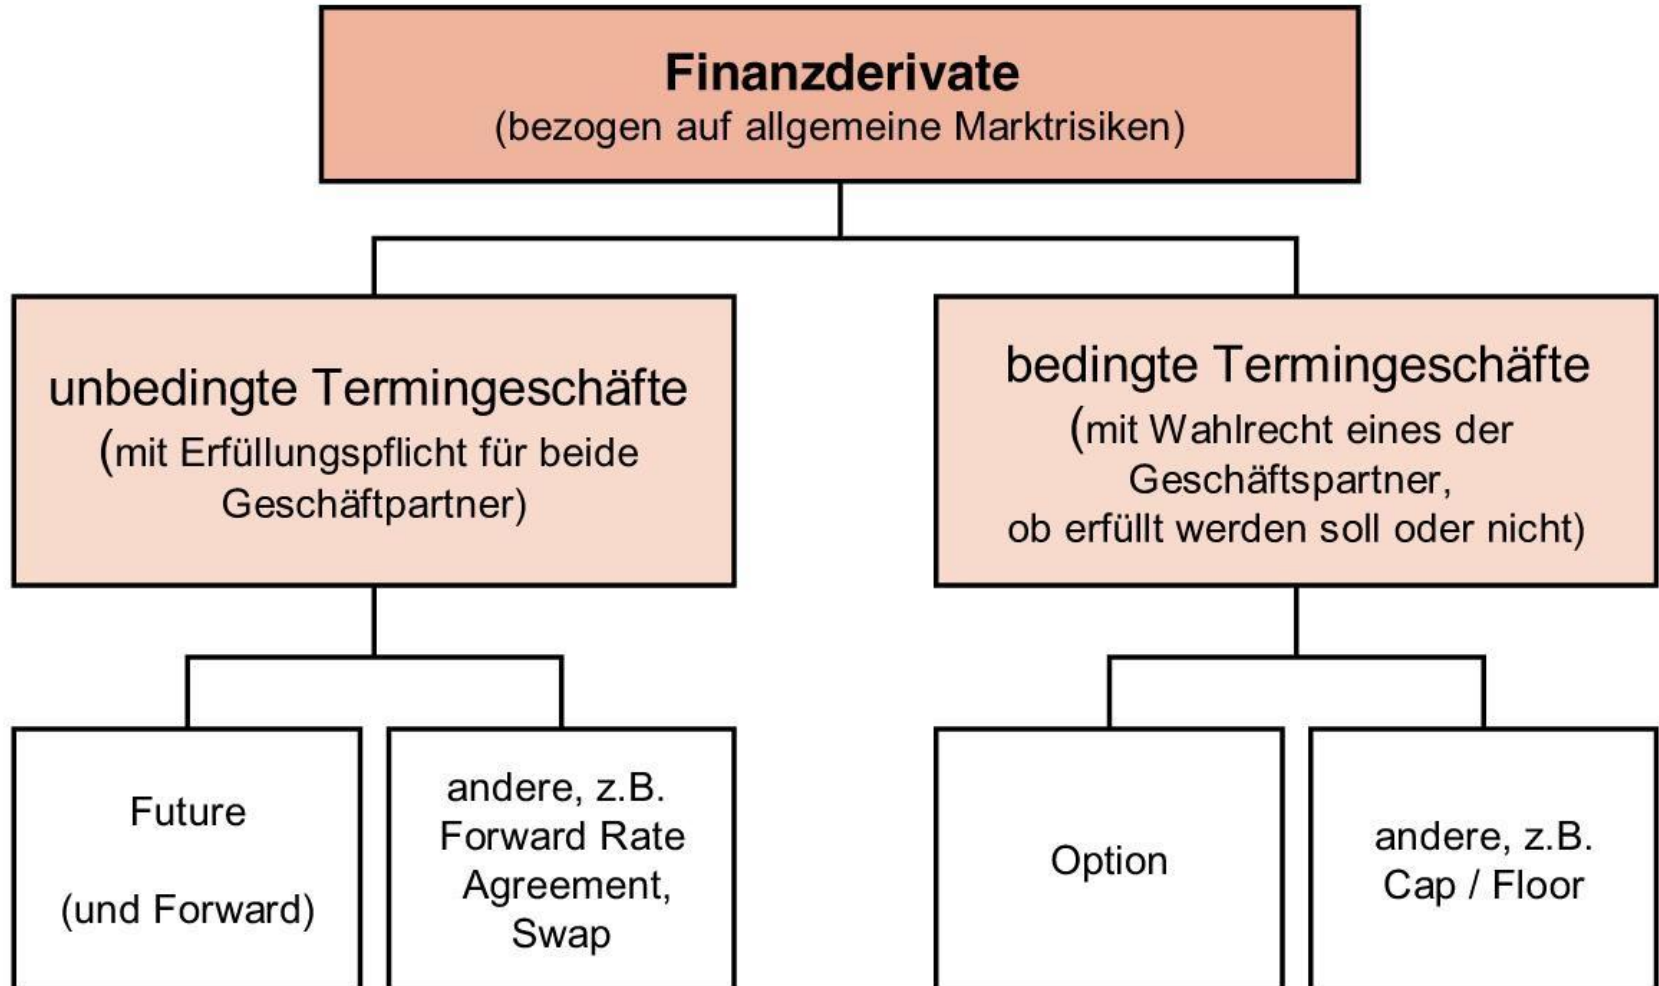 Finanzderivate
(bezogen auf allgemeine Marktrisiken)
unbedingte Termingeschäfte
(mit Erfüllungspflicht für beide
Geschäftpartner)
bedingte Termingeschäfte
(mit Wahlrecht eines der
Geschäftspartner,
ob erfüllt werden soll oder nicht)
Future
(und Forward)
andere, z.B.
Forward Rate
Agreement,
Swap
Option
andere, z.B.
Cap / Floor